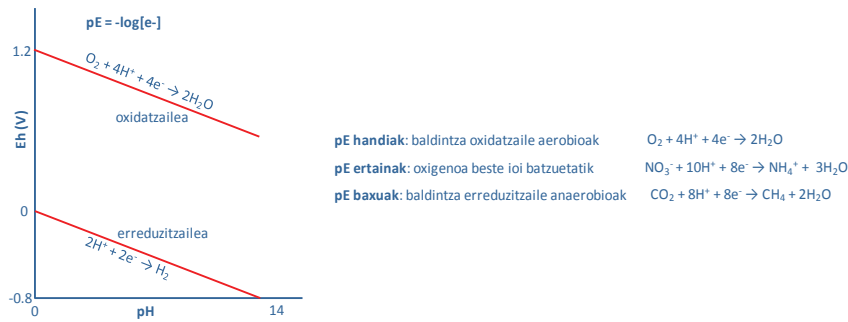 pE = -log[e-]
1.2
O₂ + 4H⁺ + 4e⁻ → 2H₂O
oxidatzailea
Eh (V)
0
erreduzitzailea
2H⁺ + 2e⁻ → H₂
-0.8
0
pH
14
pE handiak: baldintza oxidatzaile aerobioak O₂ + 4H⁺ + 4e⁻ → 2H₂O
pE ertainak: oxigenoa beste ioi batzuetatik NO₃⁻ + 10H⁺ + 8e⁻ → NH₄⁺ + 3H₂O
pE baxuak: baldintza erreduzitzaile anaerobioak CO₂ + 8H⁺ + 8e⁻ → CH₄ + 2H₂O